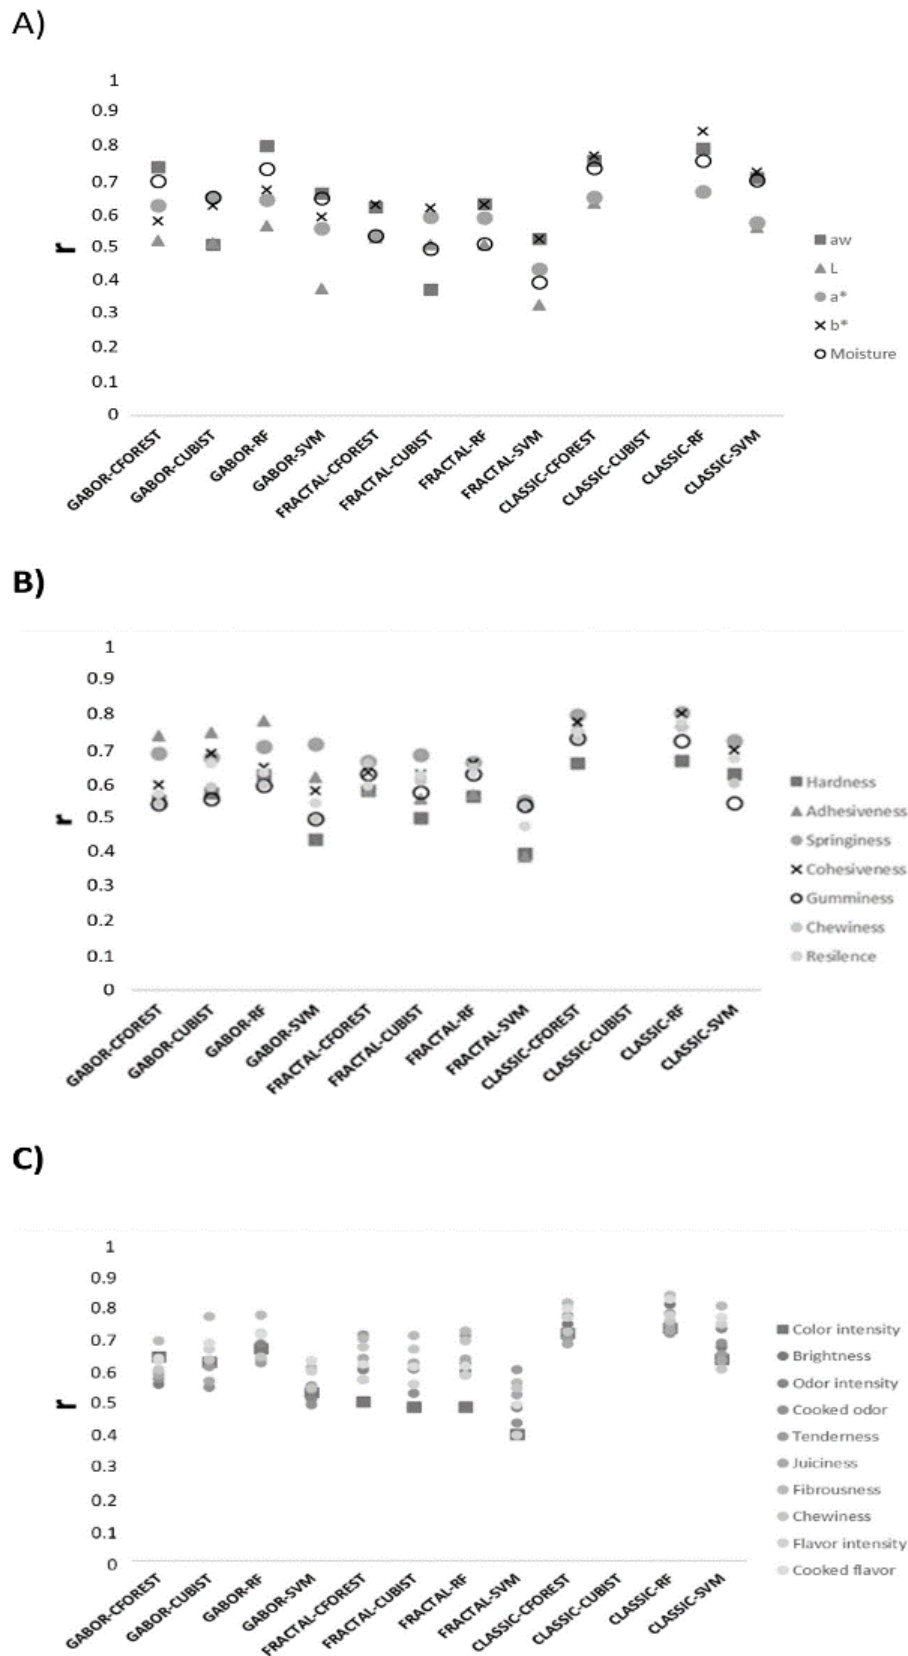 A)
1
0.9
0.8
0.7
0.6
0.5
0.4
0.3
0.2
0.1
0
r
aw
L
a*
b*
Moisture
GABOR-CFOREST
GABOR-CUBIST
GABOR-RF
GABOR-SVM
FRACTAL-CFOREST
FRACTAL-CUBIST
FRACTAL-RF
FRACTAL-SVM
CLASSIC-CFOREST
CLASSIC-CUBIST
CLASSIC-RF
CLASSIC-SVM
B)
1
0.9
0.8
0.7
0.6
0.5
0.4
0.3
0.2
0.1
0
r
Hardness
Adhesiveness
Springiness
Cohesiveness
Gumminess
Chewiness
Resilence
GABOR-CFOREST
GABOR-CUBIST
GABOR-RF
GABOR-SVM
FRACTAL-CFOREST
FRACTAL-CUBIST
FRACTAL-RF
FRACTAL-SVM
CLASSIC-CFOREST
CLASSIC-CUBIST
CLASSIC-RF
CLASSIC-SVM
C)
1
0.9
0.8
0.7
0.6
0.5
0.4
0.3
0.2
0.1
0
r
Color intensity
Brightness
Odor intensity
Cooked odor
Tenderness
Juiciness
Fibrousness
Chewiness
Flavor intensity
Cooked flavor
GABOR-CFOREST
GABOR-CUBIST
GABOR-RF
GABOR-SVM
FRACTAL-CFOREST
FRACTAL-CUBIST
FRACTAL-RF
FRACTAL-SVM
CLASSIC-CFOREST
CLASSIC-CUBIST
CLASSIC-RF
CLASSIC-SVM